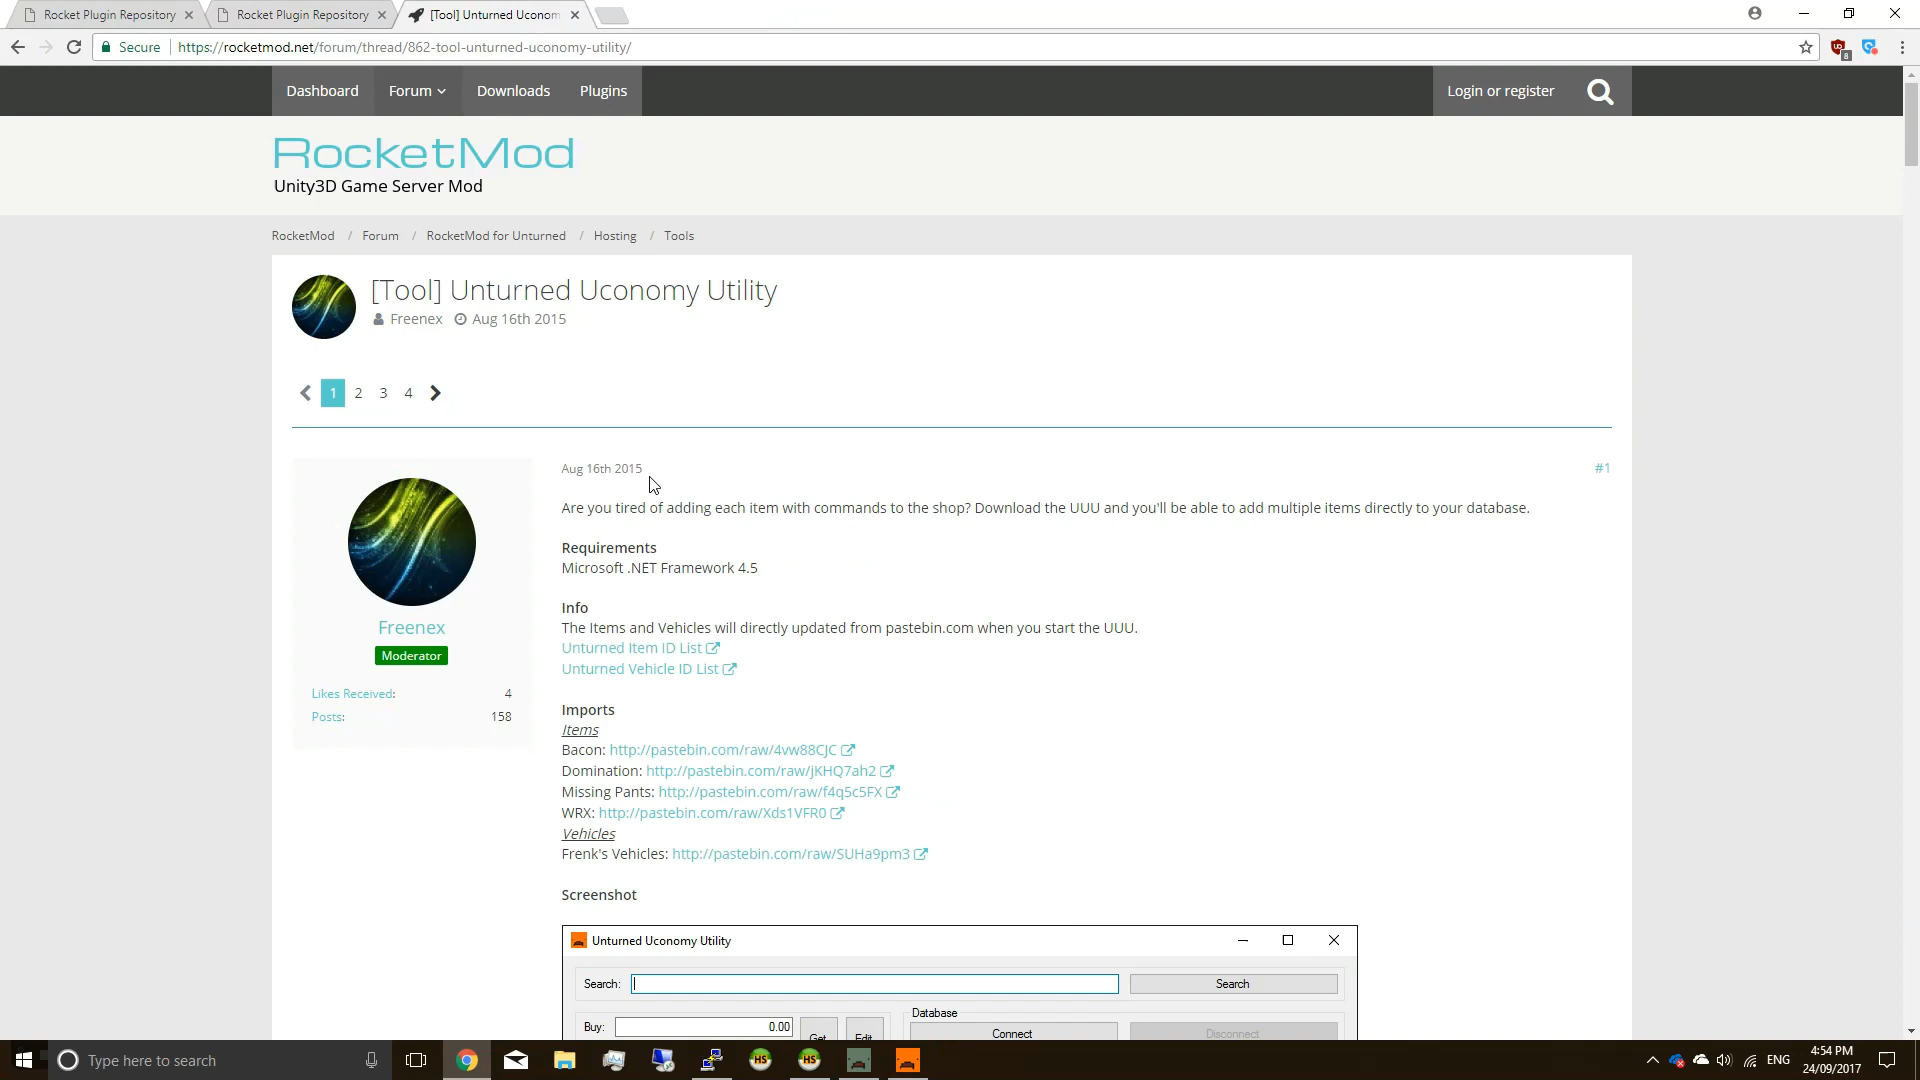 Rocket Plugin Repository
Rocket Plugin Repository
[Tool] Unturned Uconom
Secure
https://rocketmod.net/forum/thread/862-tool-unturned-uconomy-utility/
8
Dashboard
Forum
Downloads
Plugins
Login or register
RocketMod
Unity3D Game Server Mod
RocketMod / Forum / RocketMod for Unturned / Hosting / Tools
[Tool] Unturned Uconomy Utility
Freenex Aug 16th 2015
1 2 3 4
Aug 16th 2015
#1
Are you tired of adding each item with commands to the shop? Download the UUU and you'll be able to add multiple items directly to your database.
Requirements
Microsoft .NET Framework 4.5
Info
The Items and Vehicles will directly updated from pastebin.com when you start the UUU.
Unturned Item ID List
Unturned Vehicle ID List
Freenex
Moderator
Likes Received: 4
Posts: 158
Imports
Items
Bacon: http://pastebin.com/raw/4vw88CJC
Domination: http://pastebin.com/raw/jKHQ7ah2
Missing Pants: http://pastebin.com/raw/f4q5c5FX
WRX: http://pastebin.com/raw/Xds1VFR0
Vehicles
Frenk's Vehicles: http://pastebin.com/raw/SUHa9pm3
Screenshot
Unturned Uconomy Utility
Search:
Search
Buy: 0.00
Get
Edit
Database
Connect
Disconnect
Type here to search
HS
HS
ENG
4:54 PM
24/09/2017